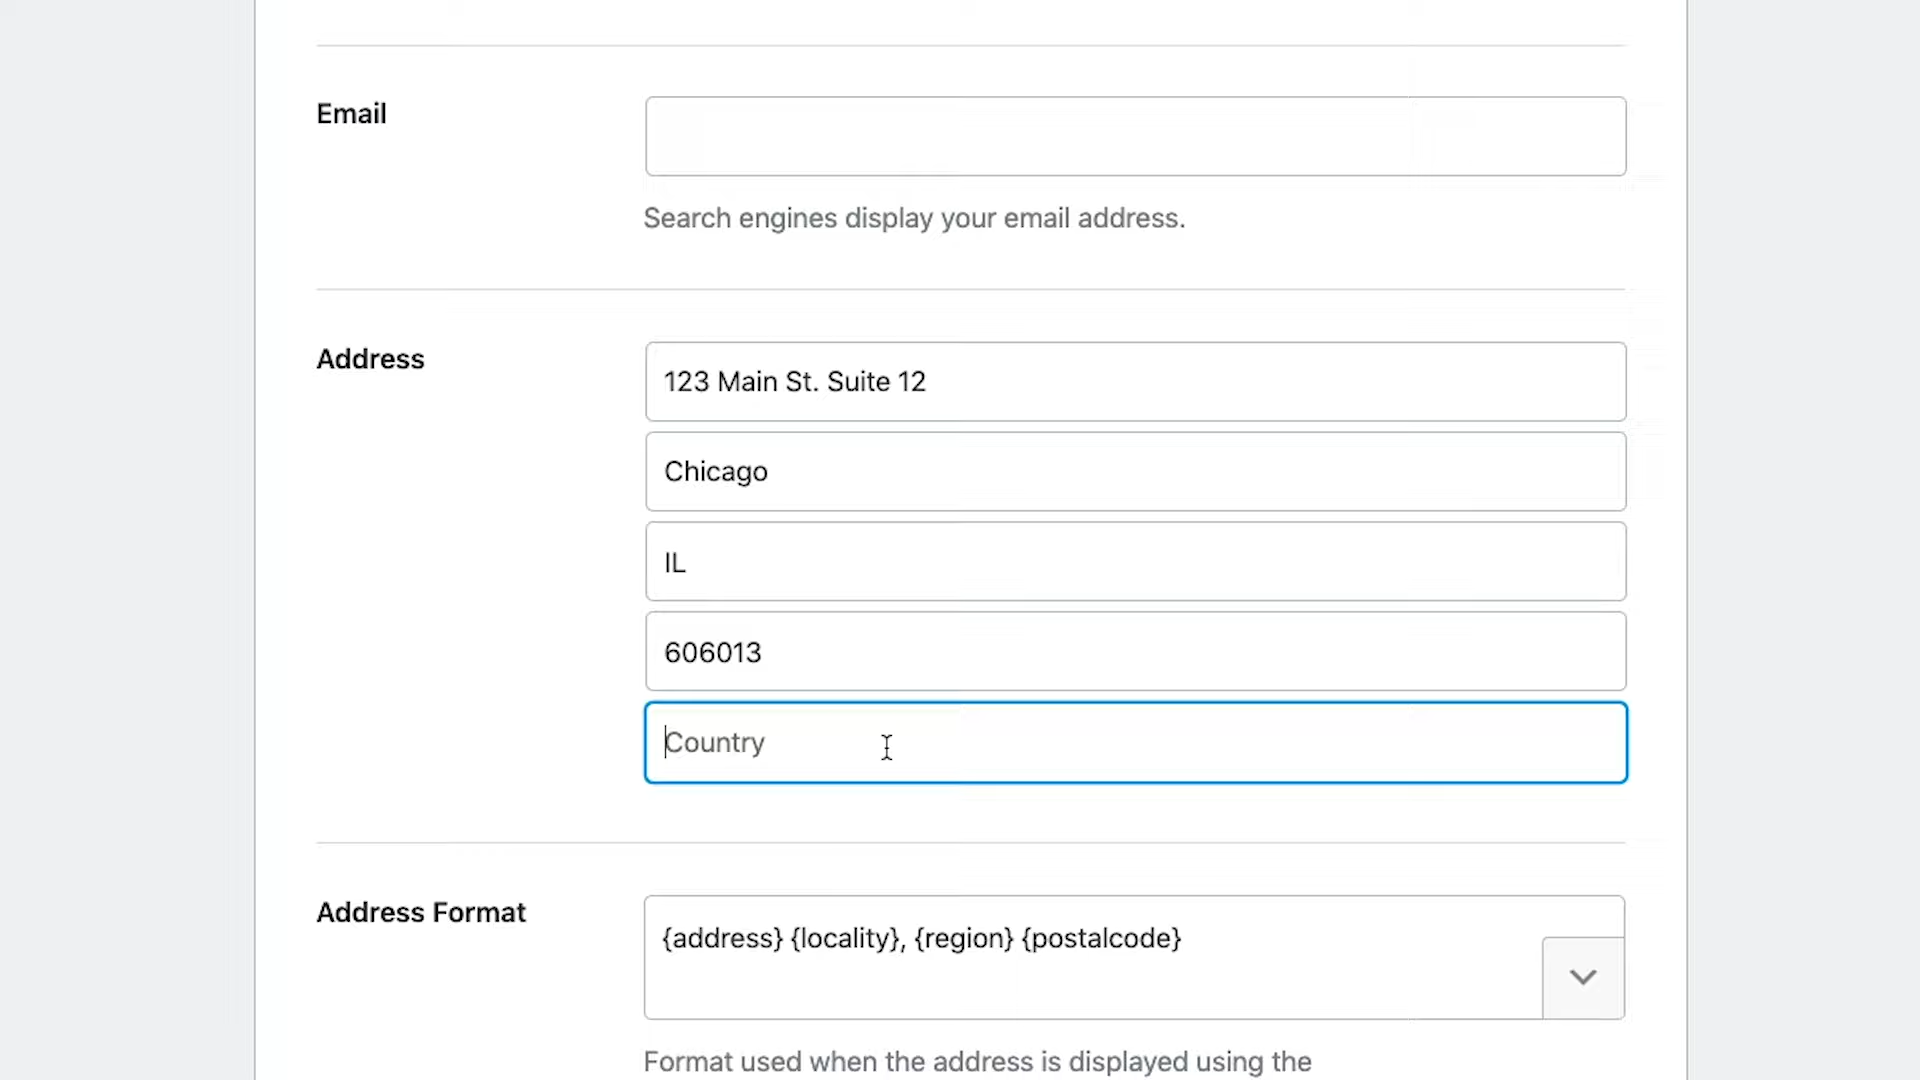 Email
Search engines display your email address.
Address
123 Main St. Suite 12
Chicago
IL
606013
Country
Address Format
{address} {locality}, {region} {postalcode}
Format used when the address is displayed using the